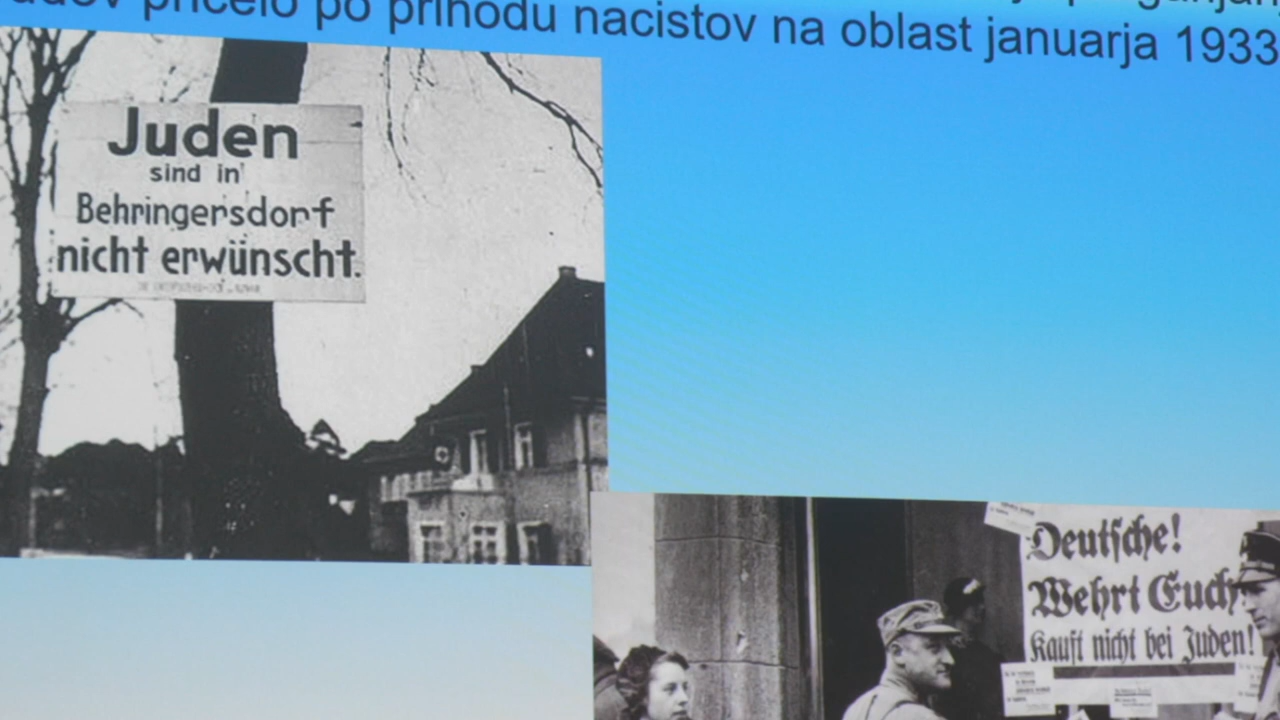 pričelo po prihodu nacistov na oblast januarja 1933
Juden
sind in
Behringersdorf
nicht erwünscht.
Deutsche!
Wehrt Euch
Kauft nicht bei Juden!